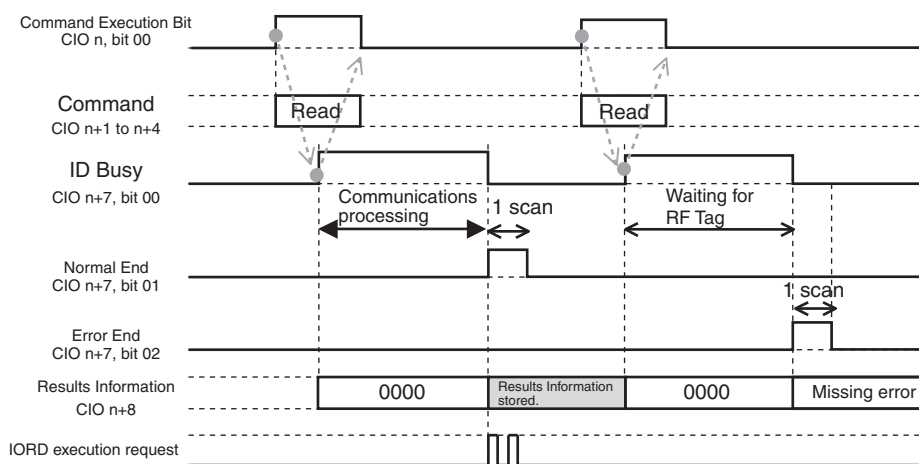 Command Execution Bit
CIO n, bit 00
Command
CIO n+1 to n+4
Read
Read
ID Busy
CIO n+7, bit 00
Communications
processing
1 scan
Waiting for
RF Tag
Normal End
CIO n+7, bit 01
1 scan
Error End
CIO n+7, bit 02
Results Information
CIO n+8
0000
Results Information
stored.
0000
Missing error
IORD execution request